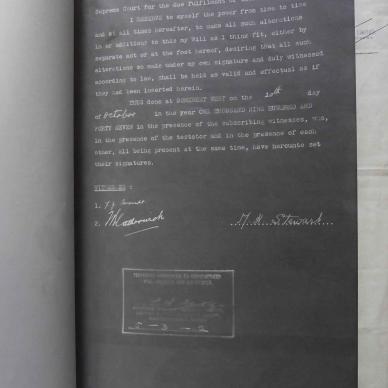 Supreme Court for the due Fulfilment of
I RESERVE to myself the power from time to time
and at all times hereafter, to make all such alterations
in or additions to this my Will as I think fit, either by
separate act or at the foot hereof, desiring that all such
alterations so made under my own signature and duly witnessed
according to law, shall be held as valid and effectual as if
they had been inserted herein.
THUS done at SOMERSET WEST on the 20th day
of October in the year ONE THOUSAND NINE HUNDRED AND
FORTY SEVEN in the presence of the subscribing witnesses, who,
in the presence of the testator and in the presence of each
other, all being present at the same time, have hereunto set
their signatures.
WITNESSES :
1.
2.
H. Steward